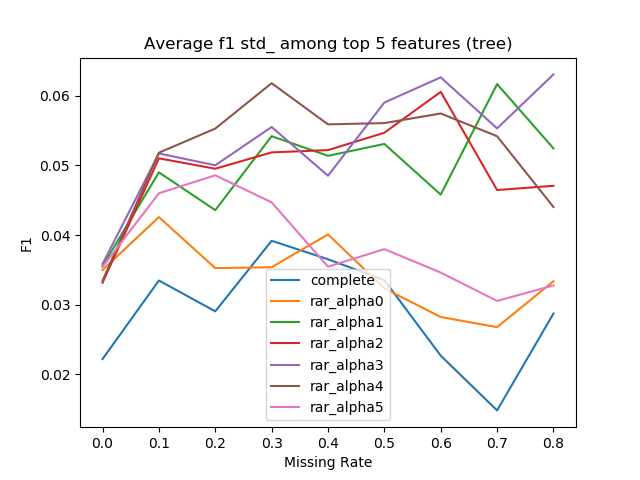 Average f1 std_ among top 5 features (tree)
F1
0.06
0.05
0.04
0.03
0.02
complete
rar_alpha0
rar_alpha1
rar_alpha2
rar_alpha3
rar_alpha4
rar_alpha5
0.0 0.1 0.2 0.3 0.4 0.5 0.6 0.7 0.8
Missing Rate